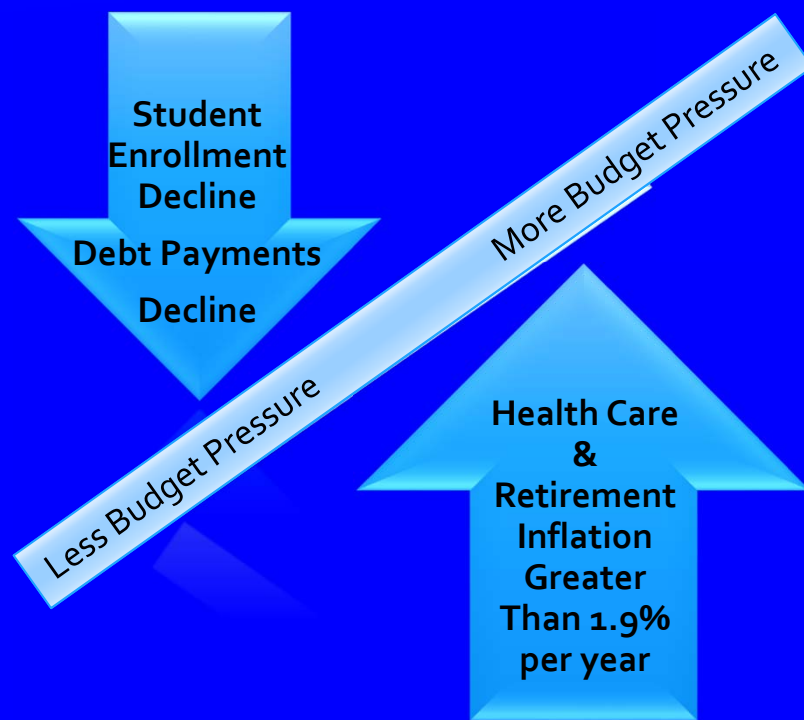 Student
Enrollment
Decline
Debt Payments
Decline
More Budget Pressure
Less Budget Pressure
Health Care
&
Retirement
Inflation
Greater
Than 1.9%
per year